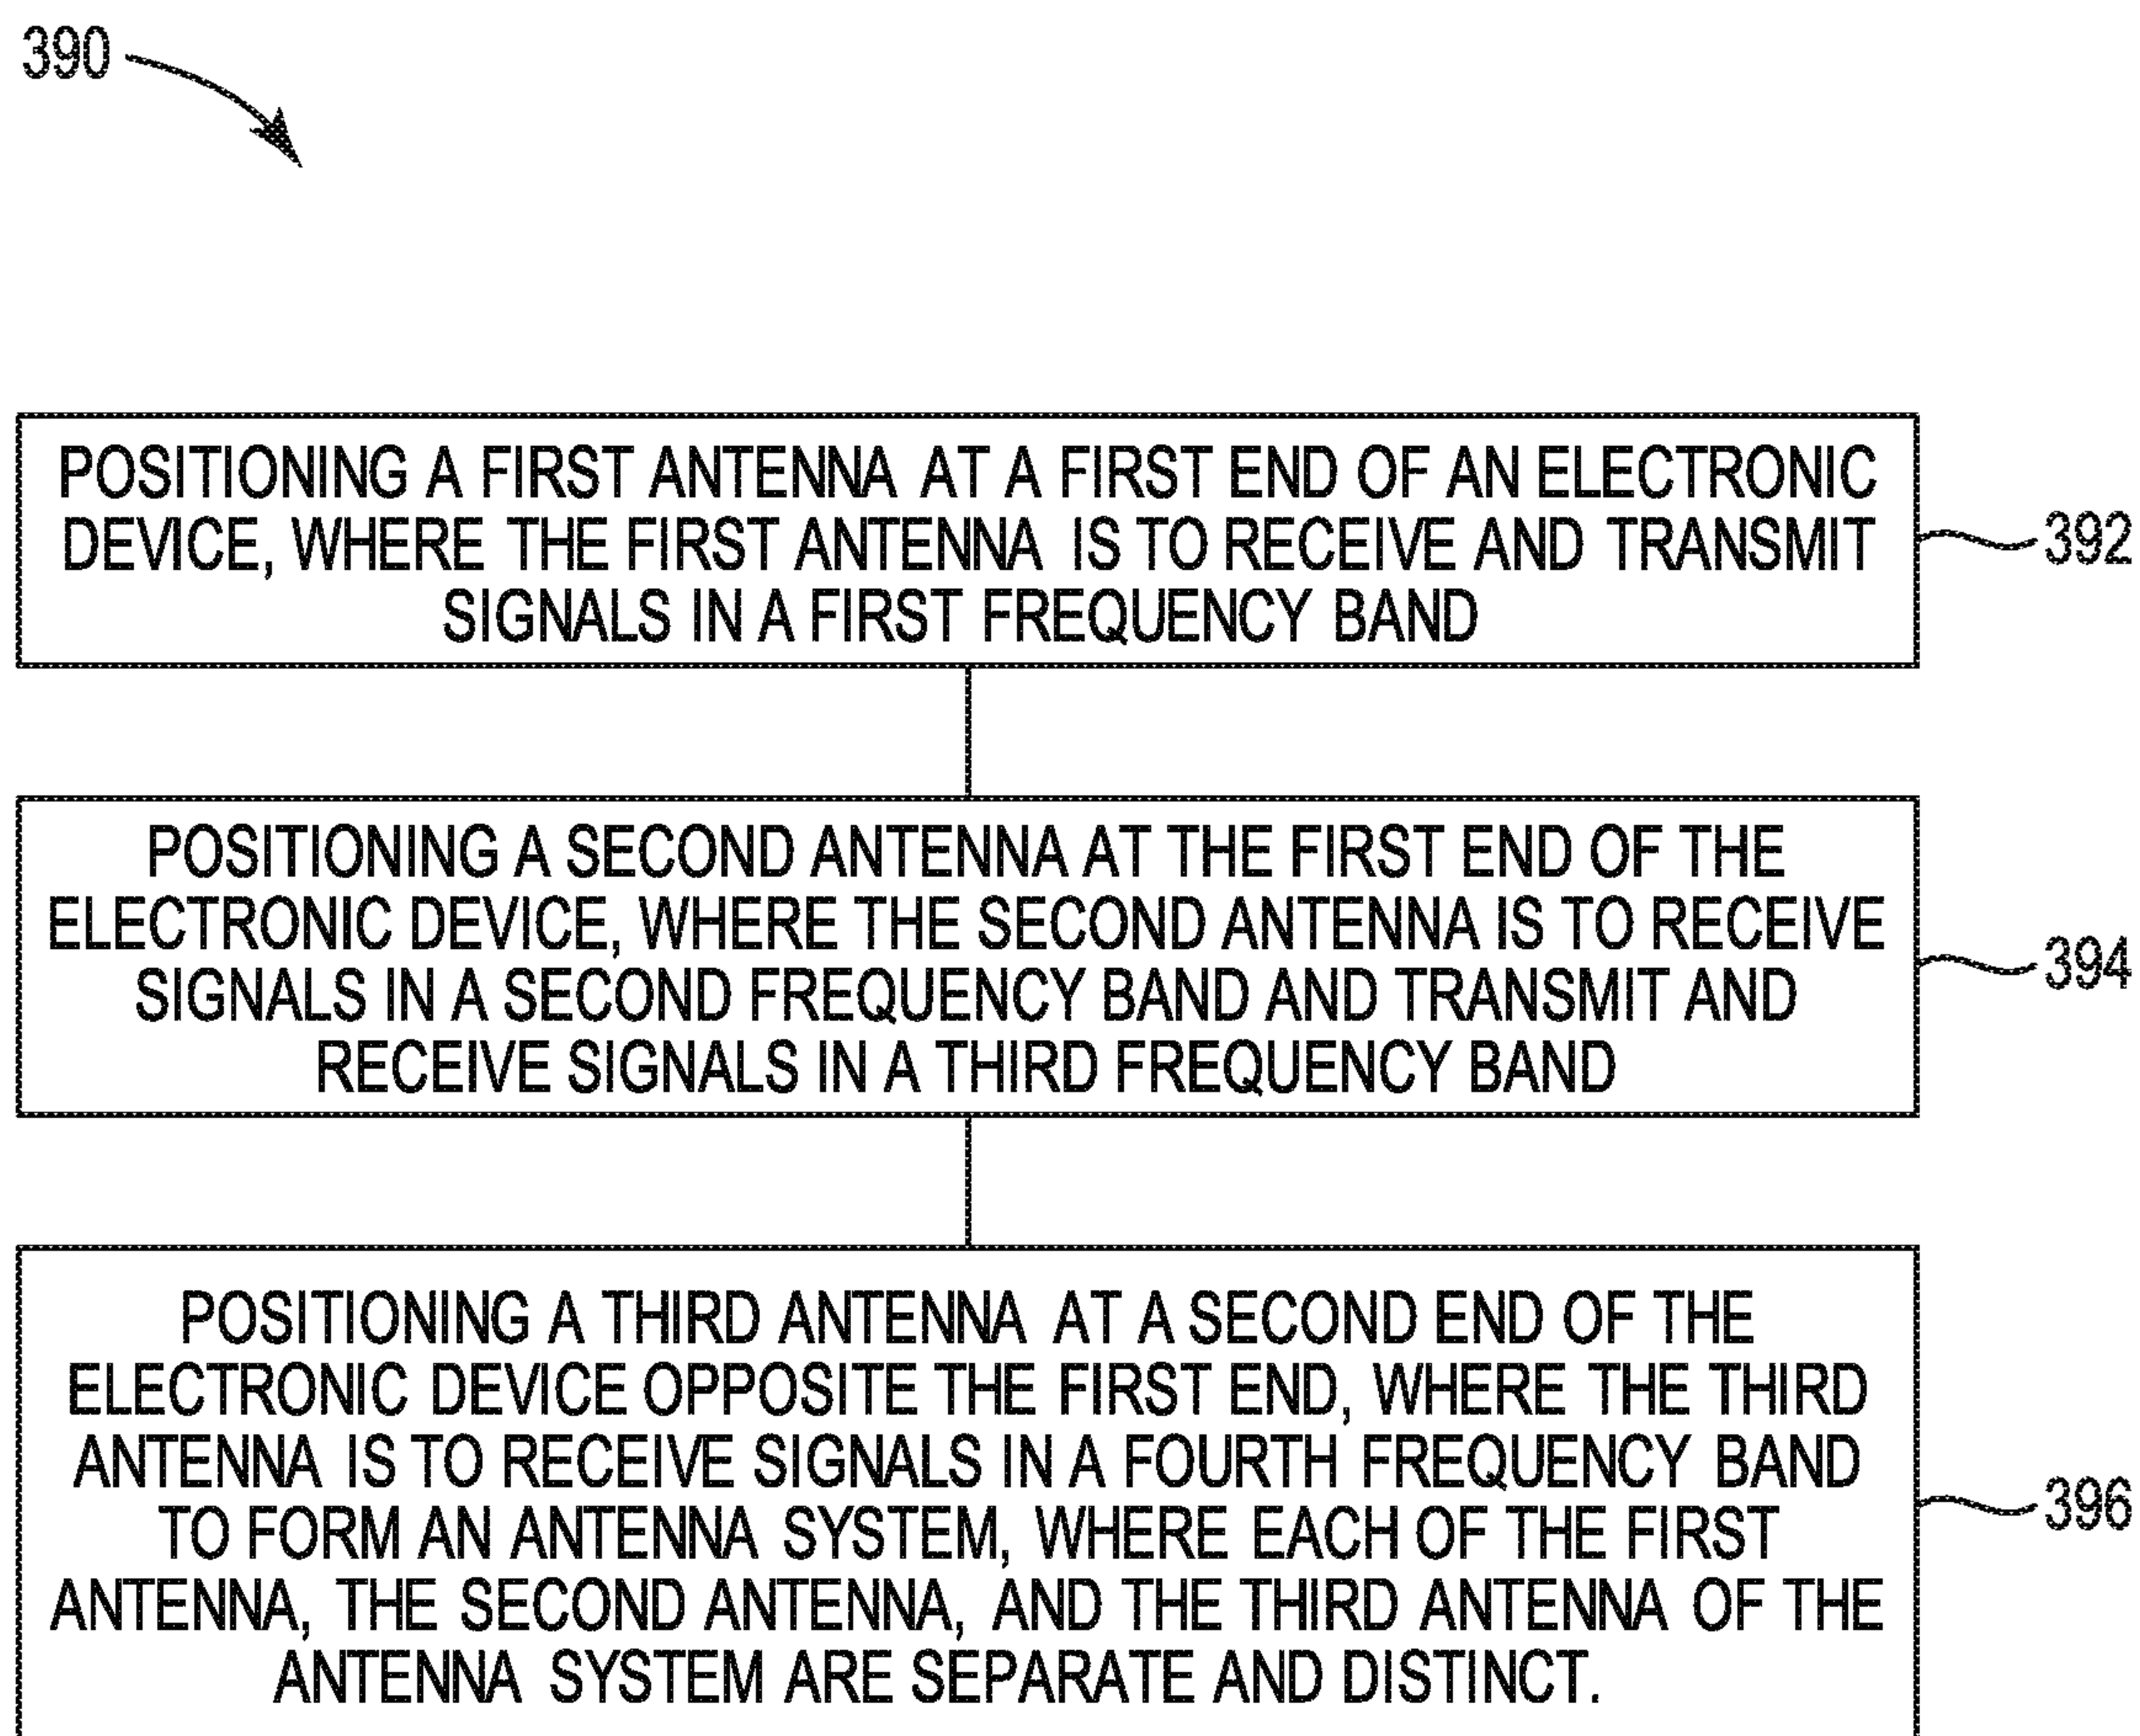 390
POSITIONING A FIRST ANTENNA AT A FIRST END OF AN ELECTRONIC
DEVICE, WHERE THE FIRST ANTENNA IS TO RECEIVE AND TRANSMIT
SIGNALS IN A FIRST FREQUENCY BAND
392
POSITIONING A SECOND ANTENNA AT THE FIRST END OF THE
ELECTRONIC DEVICE, WHERE THE SECOND ANTENNA IS TO RECEIVE
SIGNALS IN A SECOND FREQUENCY BAND AND TRANSMIT AND
RECEIVE SIGNALS IN A THIRD FREQUENCY BAND
394
POSITIONING A THIRD ANTENNA AT A SECOND END OF THE
ELECTRONIC DEVICE OPPOSITE THE FIRST END, WHERE THE THIRD
ANTENNA IS TO RECEIVE SIGNALS IN A FOURTH FREQUENCY BAND
TO FORM AN ANTENNA SYSTEM, WHERE EACH OF THE FIRST
ANTENNA, THE SECOND ANTENNA, AND THE THIRD ANTENNA OF THE
ANTENNA SYSTEM ARE SEPARATE AND DISTINCT.
396